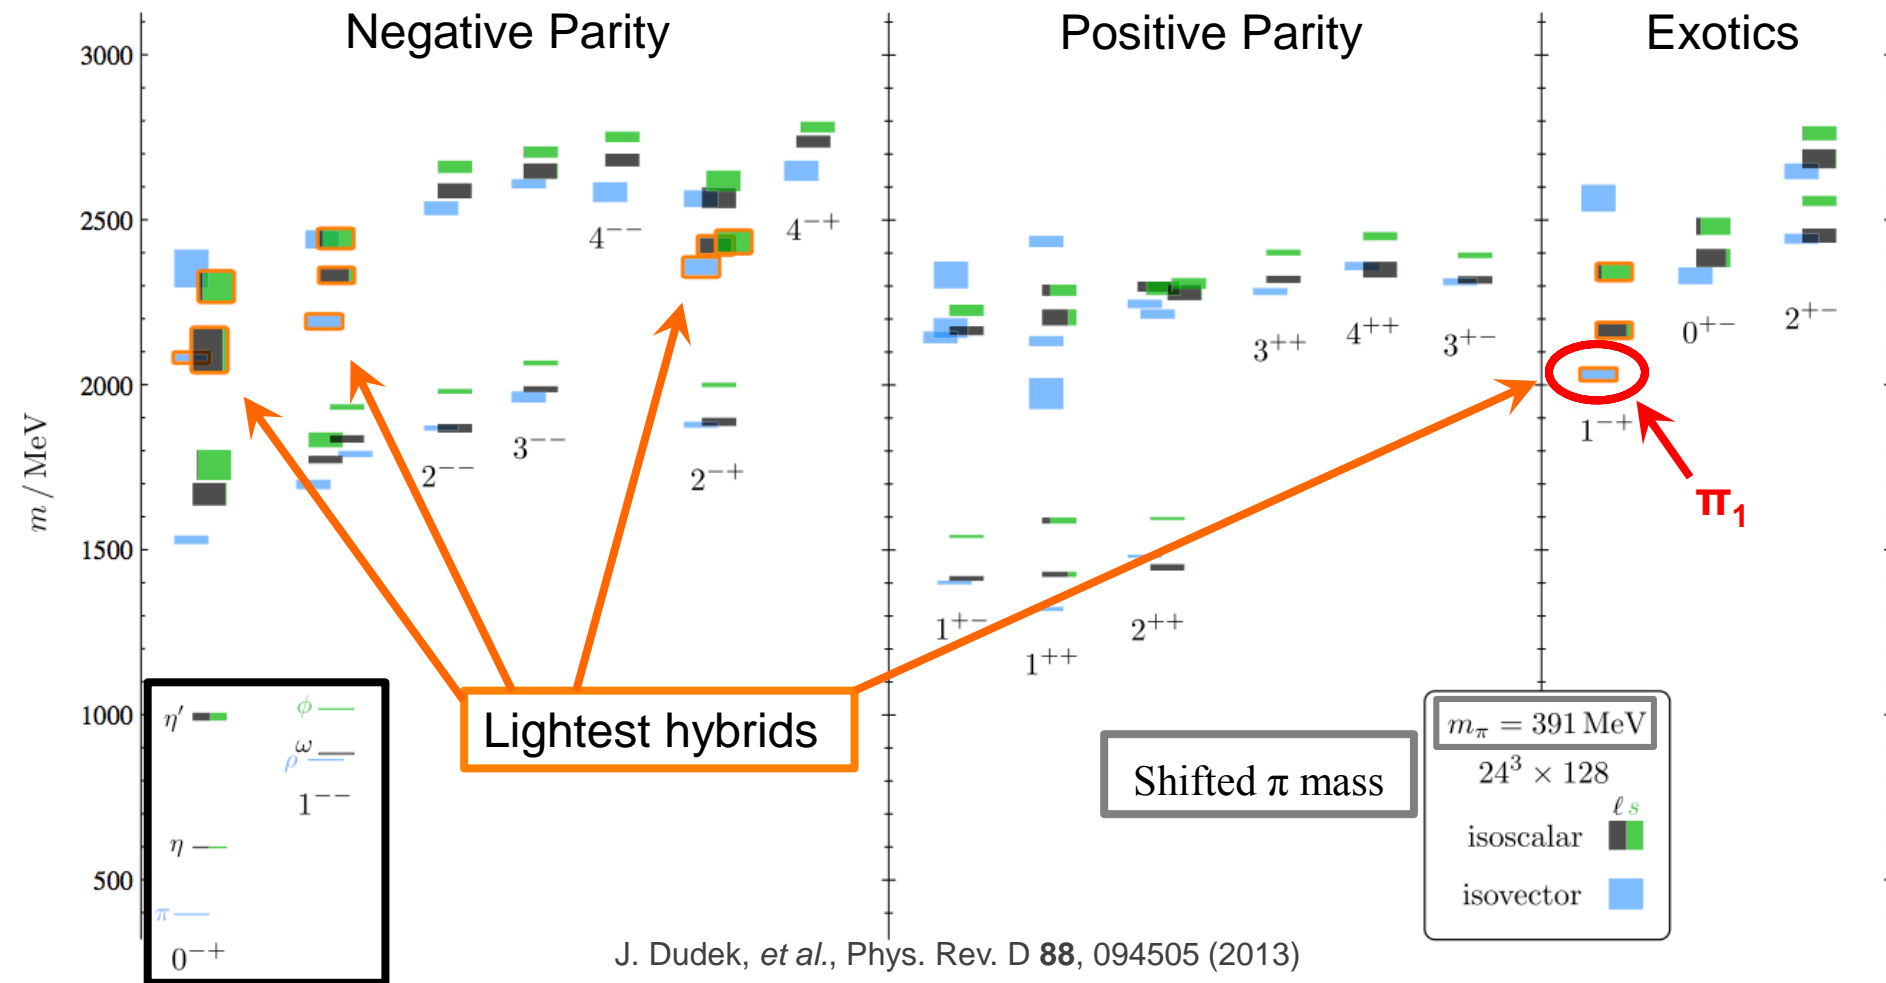 Negative Parity
Positive Parity
Exotics
3000
2500
2000
1500
1000
500
m / MeV
4⁻⁻
4⁻⁺
2⁻⁻
3⁻⁻
2⁻⁺
1⁺⁻
1⁺⁺
2⁺⁺
3⁺⁺
4⁺⁺
3⁺⁻
1⁻⁺
0⁺⁻
2⁺⁻
π₁
η′
ϕ
ω
ρ
1⁻⁻
η
π
0⁻⁺
Lightest hybrids
Shifted π mass
mπ = 391 MeV
24³ × 128
ℓ s
isoscalar
isovector
J. Dudek, et al., Phys. Rev. D 88, 094505 (2013)